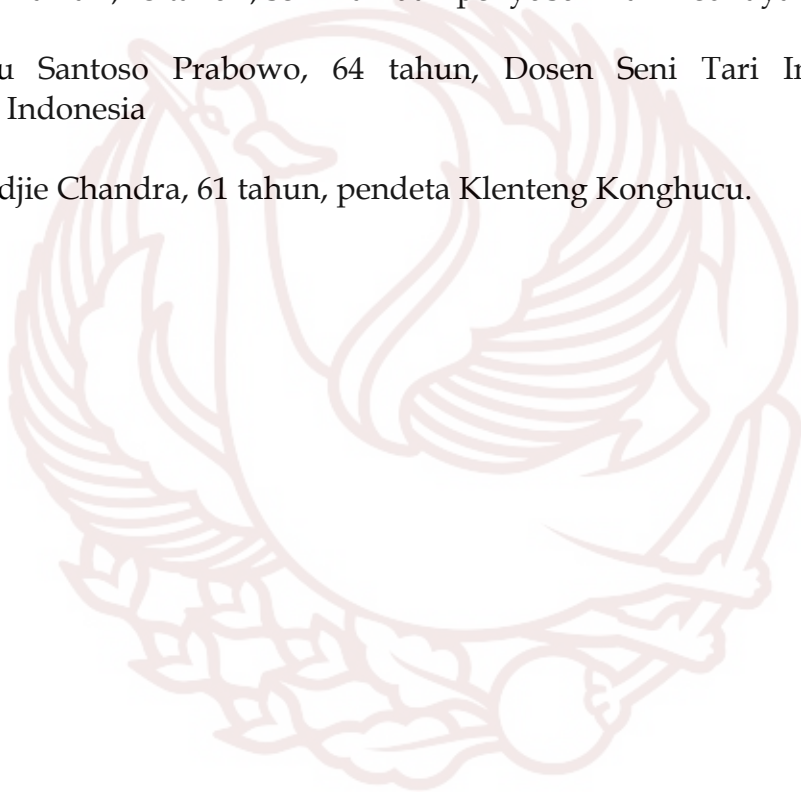 u Santoso Prabowo, 64 tahun, Dosen Seni Tari In
Indonesia
djie Chandra, 61 tahun, pendeta Klenteng Konghucu.